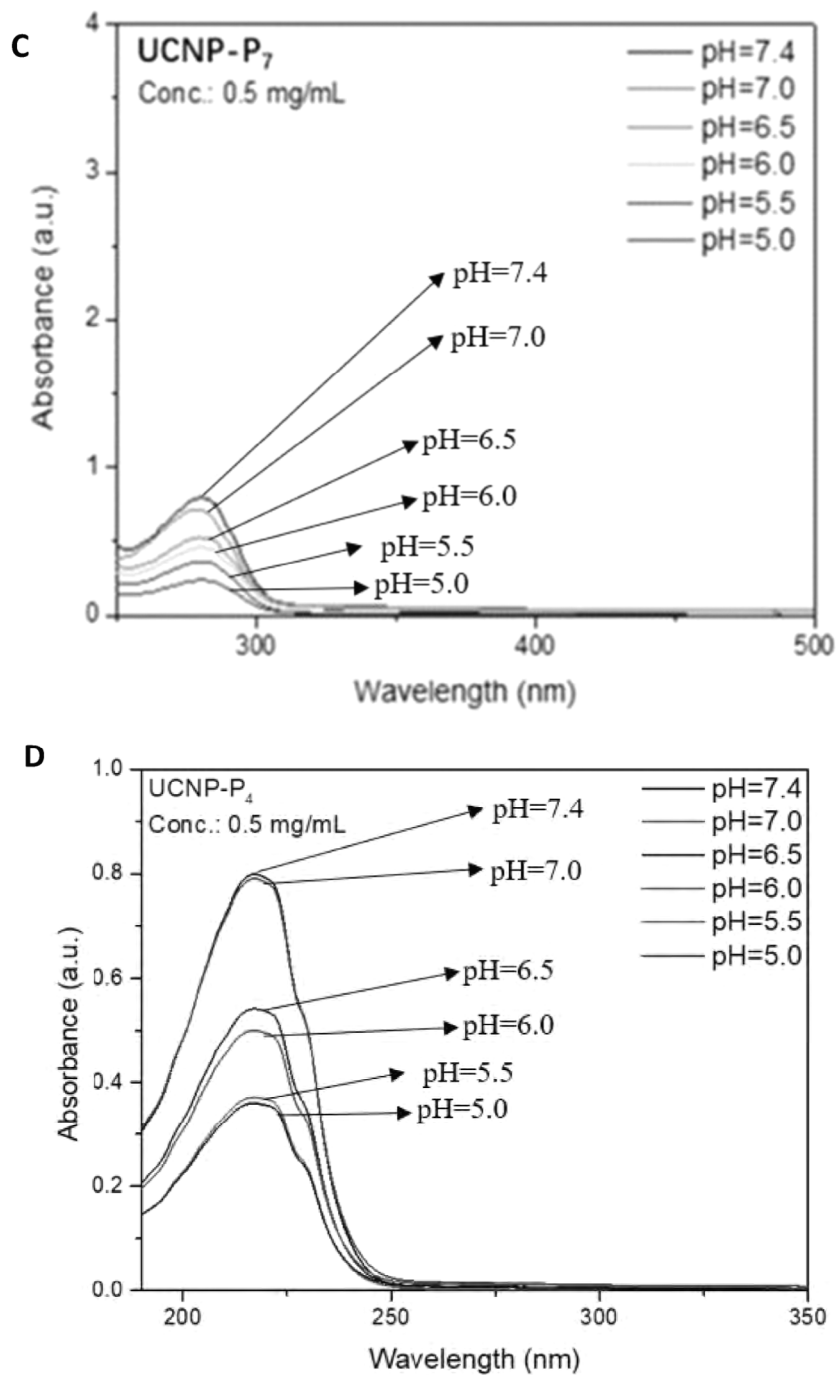 C
UCNP-P₇
Conc.: 0.5 mg/mL
pH=7.4
pH=7.0
pH=6.5
pH=6.0
pH=5.5
pH=5.0
pH=7.4
pH=7.0
pH=6.5
pH=6.0
pH=5.5
pH=5.0
4
3
2
1
0
300
400
500
Absorbance (a.u.)
Wavelength (nm)
D
UCNP-P₄
Conc.: 0.5 mg/mL
pH=7.4
pH=7.0
pH=6.5
pH=6.0
pH=5.5
pH=5.0
pH=7.4
pH=7.0
pH=6.5
pH=6.0
pH=5.5
pH=5.0
1.0
0.8
0.6
0.4
0.2
0.0
200
250
300
350
Absorbance (a.u.)
Wavelength (nm)